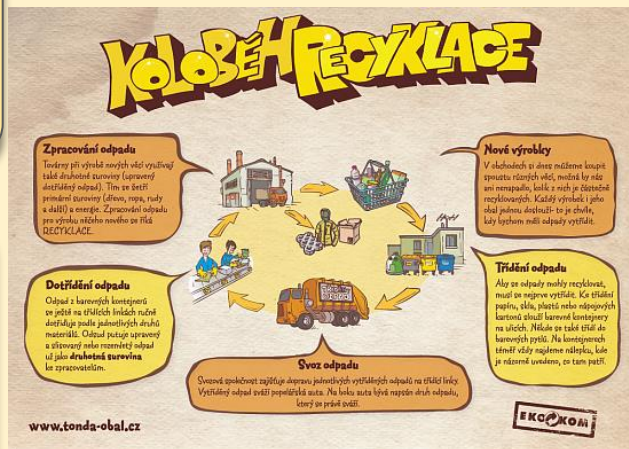 KOLOBĚH RECYKLACE
Zpracování odpadu
Továrny při výrobě nových věcí využívají
také druhotné suroviny (upravený
dotříděný odpad). Tím se šetří
primární suroviny (dřevo, ropa, rudy
a další) a energie. Zpracování odpadu
pro výrobu něčeho nového se říká
RECYKLACE.
Nové výrobky
V obchodech si dnes můžeme koupit
spoustu různých věcí, možná by nás
ani nenapadlo, kolik z nich je částečně
recyklovaných. Každý výrobek i jeho
obal jednou doslouží- to je chvíle,
kdy bychom měli odpady vytřídit.
Dotřídění odpadu
Odpad z barevných kontejnerů
se ještě na třídících linkách ručně
dotřiďuje podle jednotlivých druhů
materiálů. Odsud putuje upravený
a slisovaný nebo rozemletý odpad
už jako druhotná surovina
ke zpracovatelům.
Třídění odpadu
Aby se odpady mohly recyklovat,
musí se nejprve vytřídit. Ke třídění
papíru, skla, plastů nebo nápojových
kartonů slouží barevné kontejnery
na ulicích. Někde se také třídí do
barevných pytlů. Na kontejnerech
téměř vždy najdeme nálepku, kde
je názorně uvedeno, co tam patří.
Svoz odpadu
Svozová společnost zajišťuje dopravu jednotlivých vytříděných odpadů na třídící linky.
Vytříděný odpad sváží popelářská auta. Na boku auta bývá napsán druh odpadu,
který se právě sváží.
www.tonda-obal.cz
EKO KOM